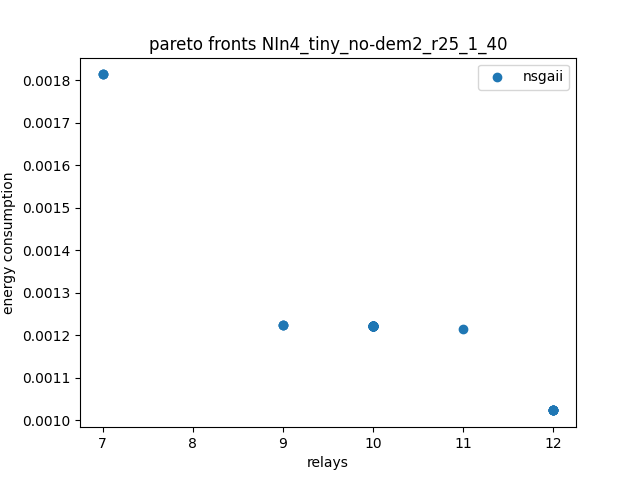 pareto fronts NIn4_tiny_no-dem2_r25_1_40
nsgaii
energy consumption
0.0018
0.0017
0.0016
0.0015
0.0014
0.0013
0.0012
0.0011
0.0010
7 8 9 10 11 12
relays